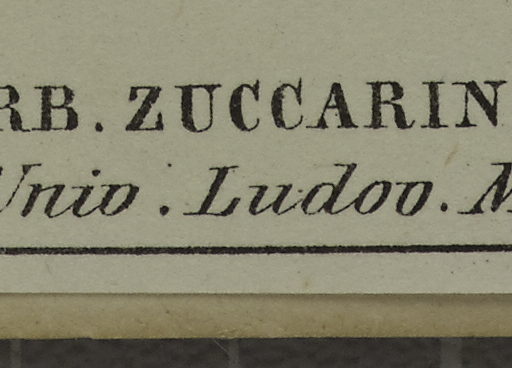 RB. ZUCCARIN
Univ. Ludov. M